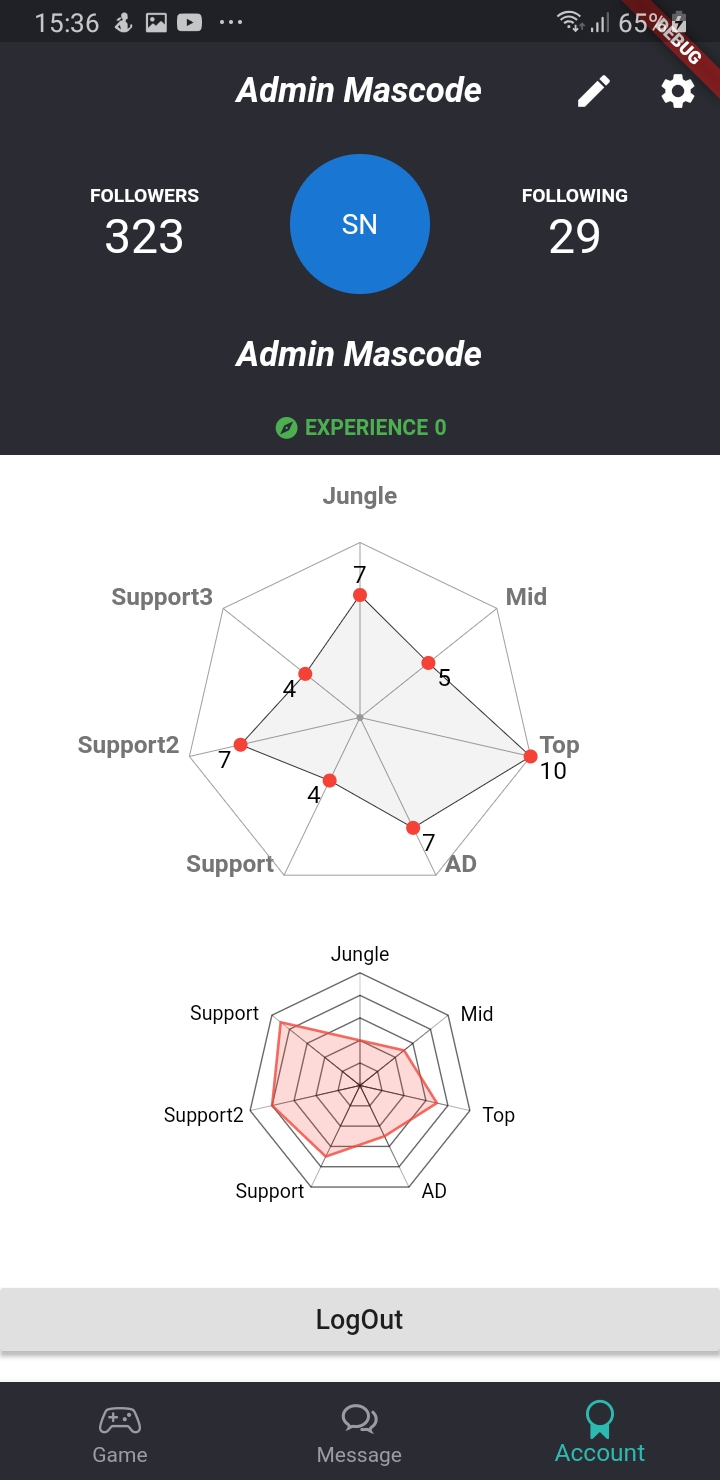 15:36
65%
DEBUG
Admin Mascode
FOLLOWERS
323
SN
FOLLOWING
29
Admin Mascode
EXPERIENCE 0
Jungle
7
Support3
Mid
5
4
Support2
7
Top
10
4
7
Support
AD
Jungle
Support
Mid
Support2
Top
Support
AD
LogOut
Game
Message
Account